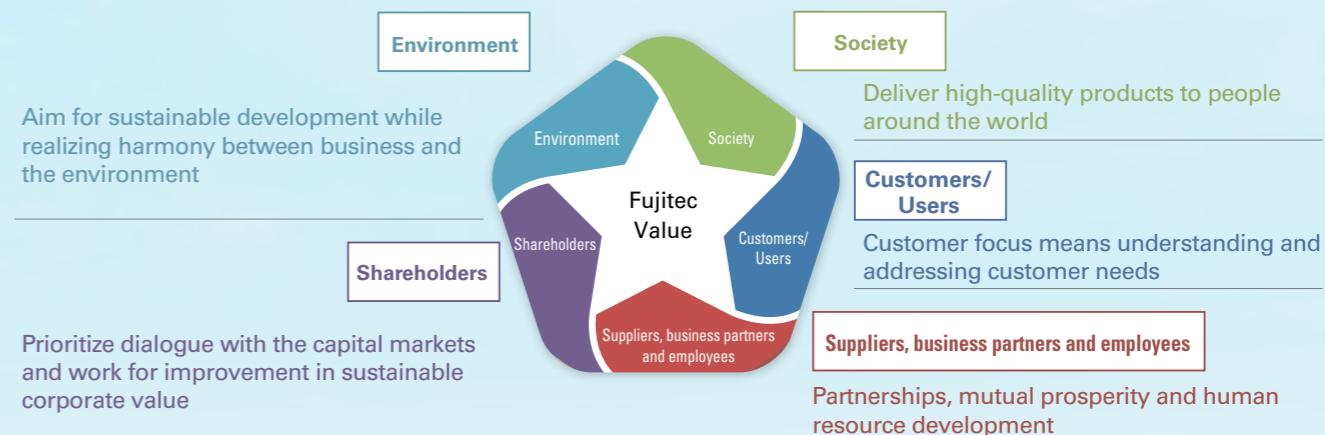 Environment
Aim for sustainable development while
realizing harmony between business and
the environment
Shareholders
Prioritize dialogue with the capital markets
and work for improvement in sustainable
corporate value
Environment
Society
Fujitec
Value
Shareholders
Customers/
Users
Suppliers, business partners
and employees
Society
Deliver high-quality products to people
around the world
Customers/
Users
Customer focus means understanding and
addressing customer needs
Suppliers, business partners and employees
Partnerships, mutual prosperity and human
resource development